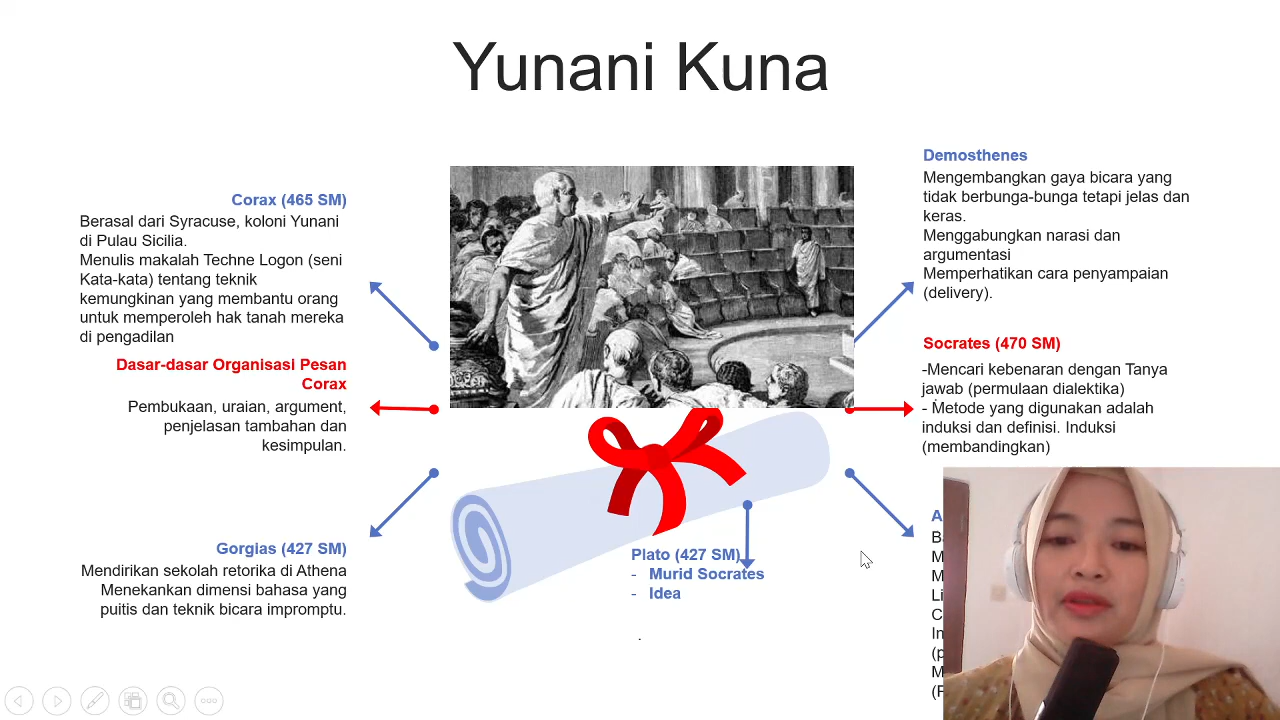 Yunani Kuna
Corax (465 SM)
Berasal dari Syracuse, koloni Yunani
di Pulau Sicilia.
Menulis makalah Techne Logon (seni
Kata-kata) tentang teknik
kemungkinan yang membantu orang
untuk memperoleh hak tanah mereka
di pengadilan
Dasar-dasar Organisasi Pesan
Corax
Pembukaan, uraian, argument,
penjelasan tambahan dan
kesimpulan.
Gorgias (427 SM)
Mendirikan sekolah retorika di Athena
Menekankan dimensi bahasa yang
puitis dan teknik bicara impromptu.
Plato (427 SM)
- Murid Socrates
- Idea
.
Demosthenes
Mengembangkan gaya bicara yang
tidak berbunga-bunga tetapi jelas dan
keras.
Menggabungkan narasi dan
argumentasi
Memperhatikan cara penyampaian
(delivery).
Socrates (470 SM)
-Mencari kebenaran dengan Tanya
jawab (permulaan dialektika)
- Metode yang digunakan adalah
induksi dan definisi. Induksi
(membandingkan)